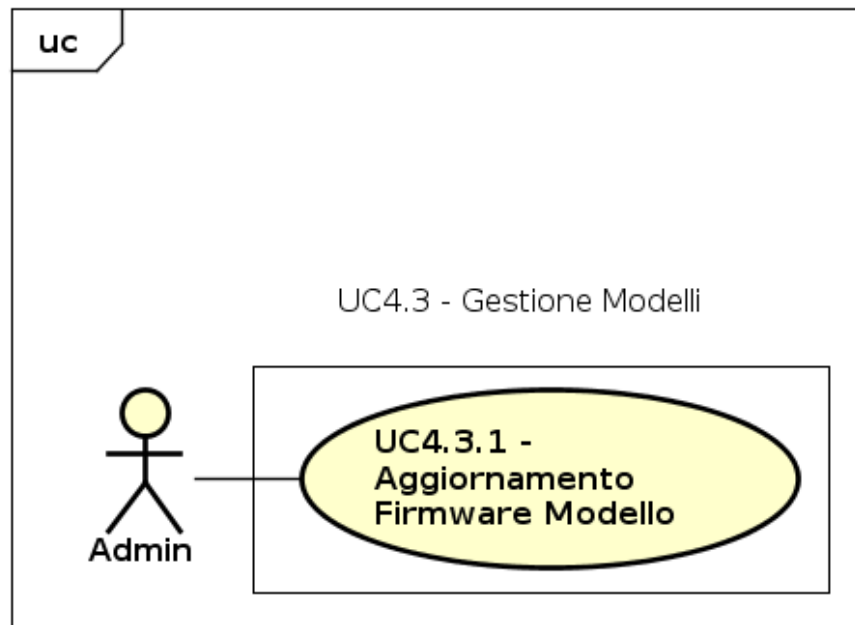 uc
UC4.3 - Gestione Modelli
UC4.3.1 -
Aggiornamento
Firmware Modello
Admin